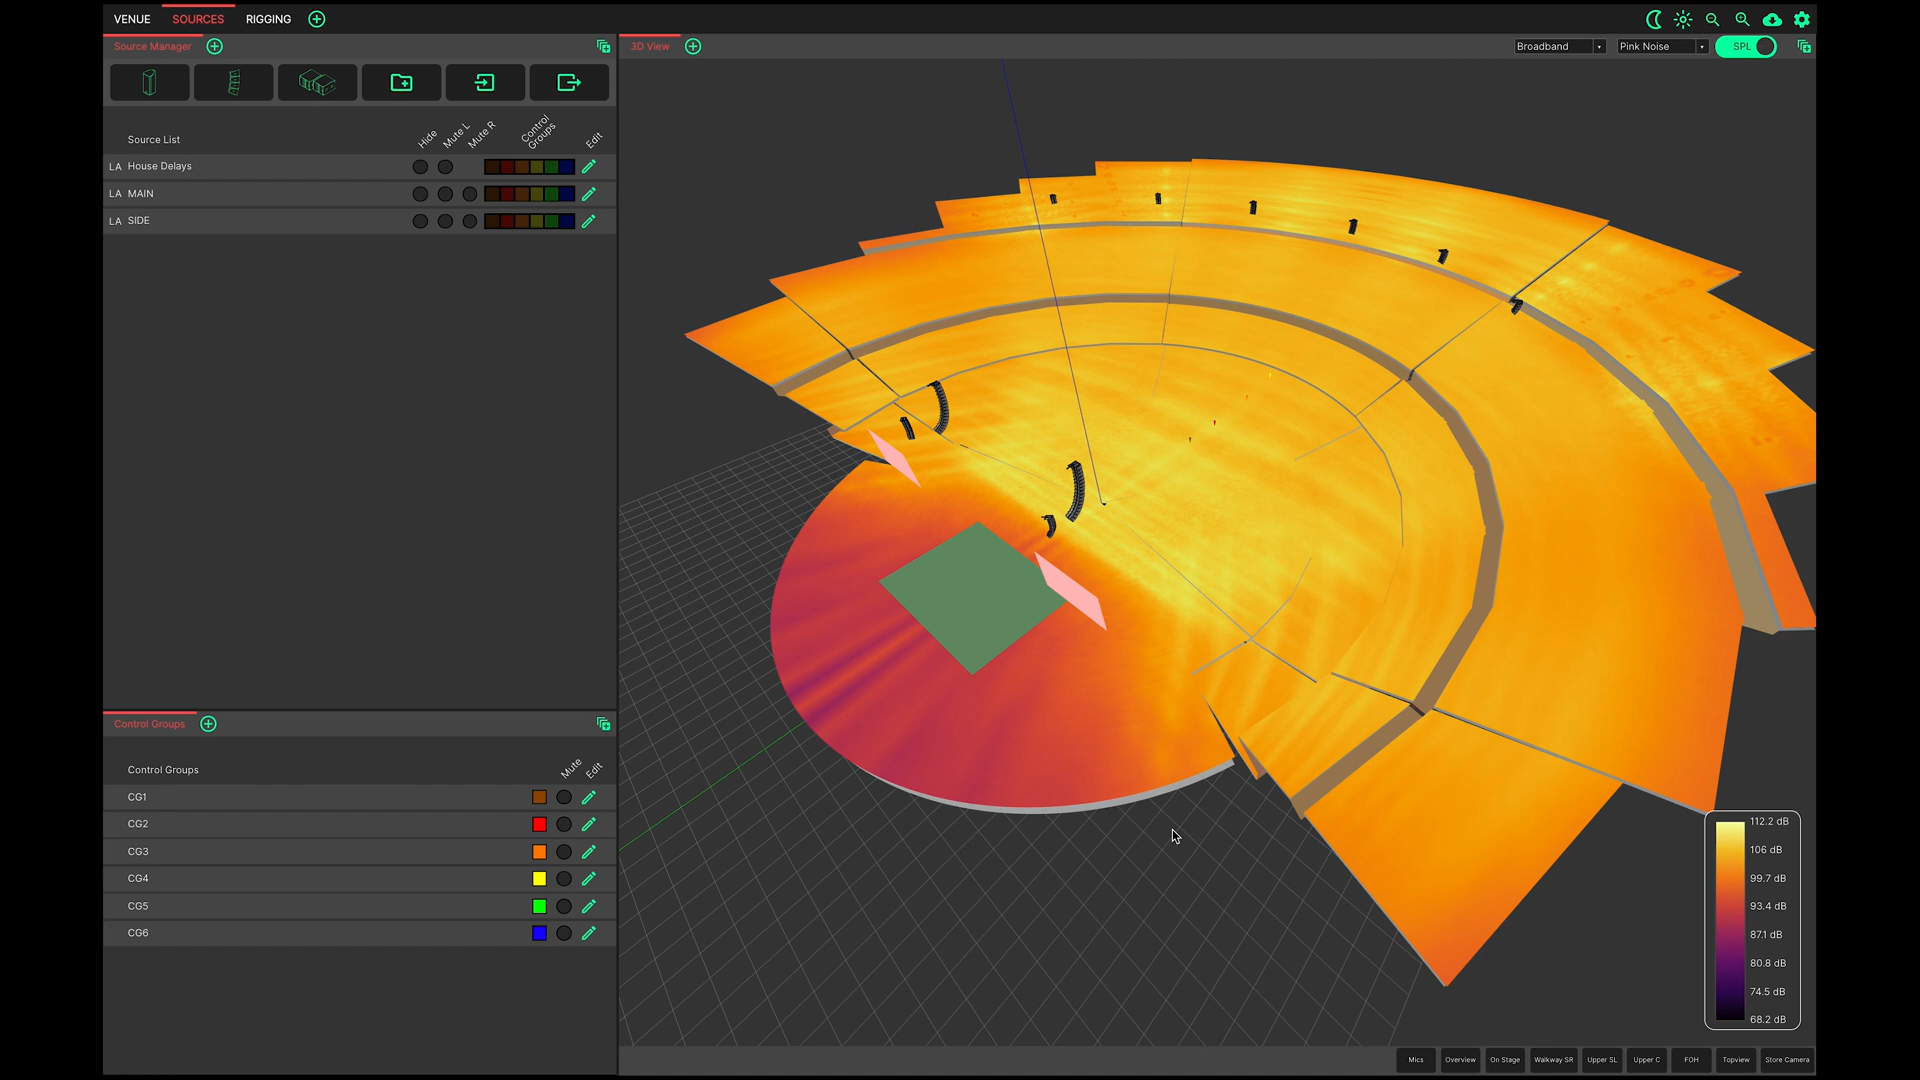 VENUE SOURCES RIGGING
Source Manager
3D View
Broadband Pink Noise SPL
Source List Hide Mute L Mute R Control Groups Edit
LA House Delays
LA MAIN
LA SIDE
Control Groups
Control Groups Mute Edit
CG1
CG2
CG3
CG4
CG5
CG6
112.2 dB
106 dB
99.7 dB
93.4 dB
87.1 dB
80.8 dB
74.5 dB
68.2 dB
Mics Overview On Stage Walkway SR Upper SL Upper C FOH Topview Store Camera